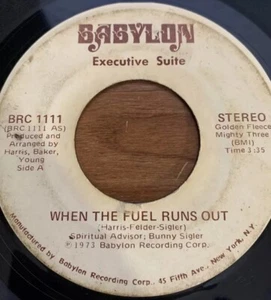 BABYLON
Executive Suite
BRC 1111
(BRC 1111 AS)
Produced and
Arranged by
Harris, Baker,
Young
Side A
STEREO
Golden Fleece
Mighty Three
(BMI)
Time 3:35
WHEN THE FUEL RUNS OUT
(Harris-Felder-Sigler)
Spiritual Advisor; Bunny Sigler
© 1973 Babylon Recording Corp.
Manufactured by Babylon Recording Corp. 45 Fifth Ave., New York, N.Y.